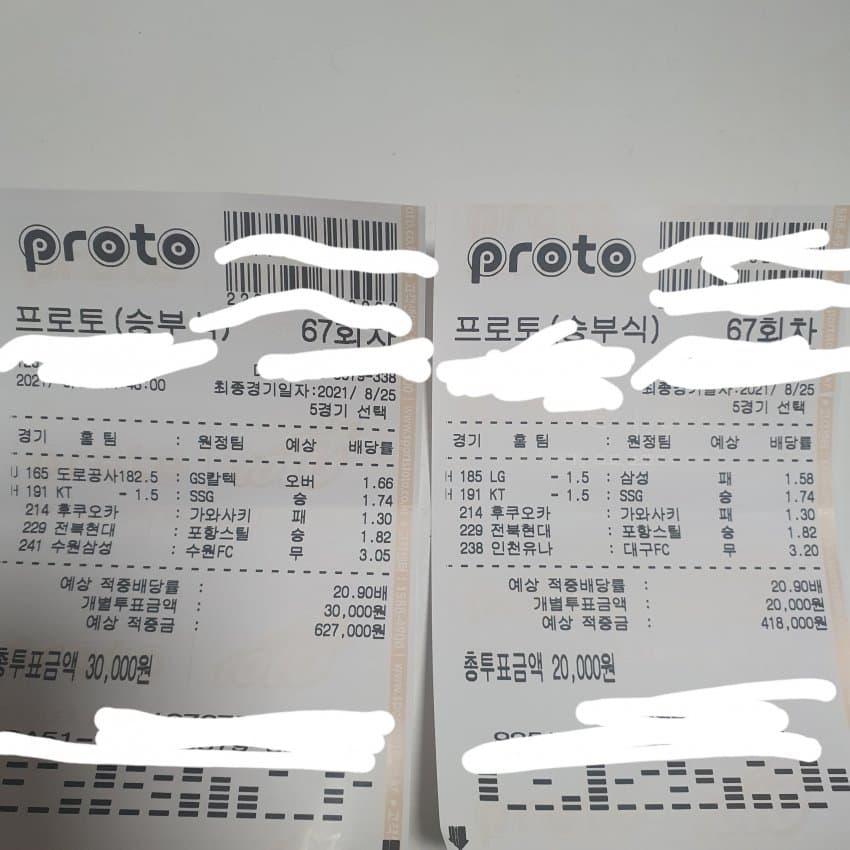 proto
프로토 (승부식)
67회차
최종경기일자:2021/ 8/25
5경기 선택
경기 홈 팀 : 원정팀 예상 배당률
U 165 도로공사182.5 : GS칼텍 오버 1.66
H 191 KT - 1.5 : SSG 승 1.74
214 후쿠오카 : 가와사키 패 1.30
229 전북현대 : 포항스틸 승 1.82
241 수원삼성 : 수원FC 무 3.05
예상 적중배당률 : 20.90배
개별투표금액 : 30,000원
예상 적중금 : 627,000원
총투표금액 30,000원
proto
프로토 (승부식)
67회차
최종경기일자:2021/ 8/25
5경기 선택
경기 홈 팀 : 원정팀 예상 배당률
H 185 LG - 1.5 : 삼성 패 1.58
H 191 KT - 1.5 : SSG 승 1.74
214 후쿠오카 : 가와사키 패 1.30
229 전북현대 : 포항스틸 승 1.82
238 인천유나 : 대구FC 무 3.20
예상 적중배당률 : 20.90배
개별투표금액 : 20,000원
예상 적중금 : 418,000원
총투표금액 20,000원